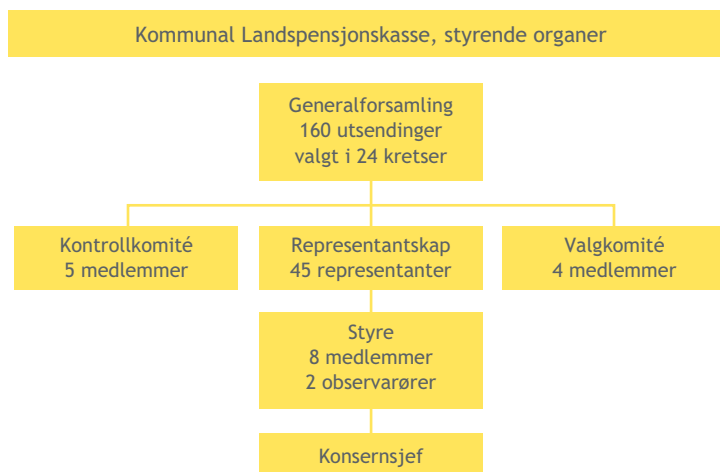 Kommunal Landspensjonskasse, styrende organer
Generalforsamling
160 utsendinger
valgt i 24 kretser
Kontrollkomité
5 medlemmer
Representantskap
45 representanter
Valgkomité
4 medlemmer
Styre
8 medlemmer
2 observarører
Konsernsjef